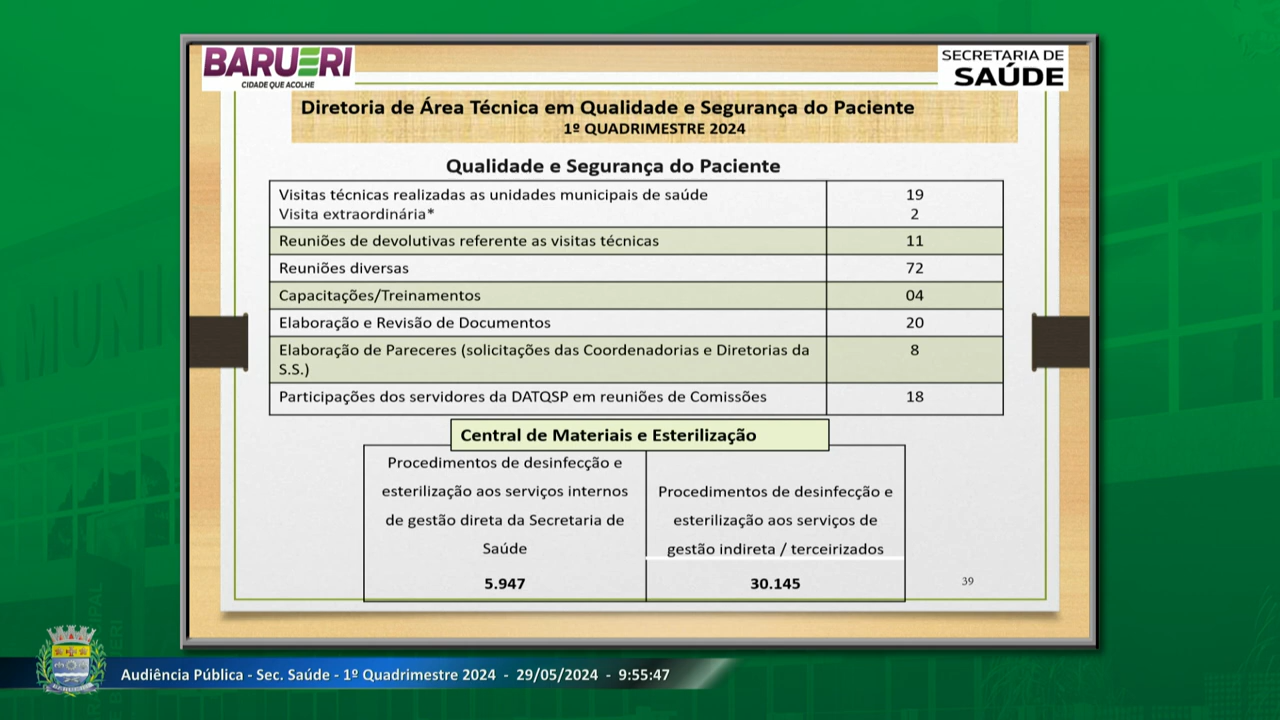 BARUERI
CIDADE QUE ACOLHE
SECRETARIA DE
SAÚDE
Diretoria de Área Técnica em Qualidade e Segurança do Paciente
1º QUADRIMESTRE 2024
Qualidade e Segurança do Paciente
Visitas técnicas realizadas as unidades municipais de saúde 19
Visita extraordinária* 2
Reuniões de devolutivas referente as visitas técnicas 11
Reuniões diversas 72
Capacitações/Treinamentos 04
Elaboração e Revisão de Documentos 20
Elaboração de Pareceres (solicitações das Coordenadorias e Diretorias da 8
S.S.)
Participações dos servidores da DATQSP em reuniões de Comissões 18
Central de Materiais e Esterilização
Procedimentos de desinfecção e
esterilização aos serviços internos
de gestão direta da Secretaria de
Saúde
5.947
Procedimentos de desinfecção e
esterilização aos serviços de
gestão indireta / terceirizados
30.145
39
Audiência Pública - Sec. Saúde - 1º Quadrimestre 2024 - 29/05/2024 - 9:55:47